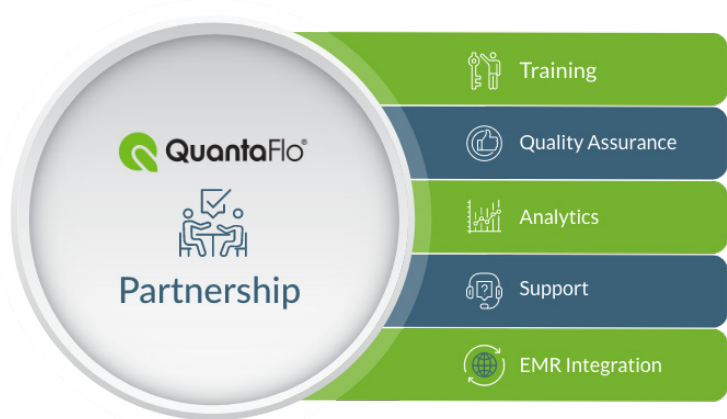 QuantaFlo®
Partnership
Training
Quality Assurance
Analytics
Support
EMR Integration